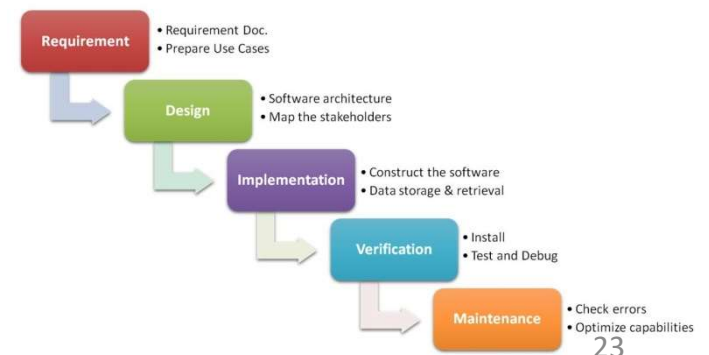 Requirement
• Requirement Doc.
• Prepare Use Cases
Design
• Software architecture
• Map the stakeholders
Implementation
• Construct the software
• Data storage & retrieval
Verification
• Install
• Test and Debug
Maintenance
• Check errors
• Optimize capabilities
23